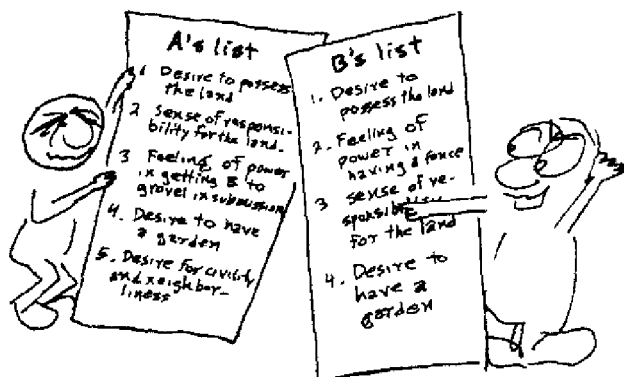 A's list
1 Desire to possess
the land
2 Sense of responsi-
bility for the land.
3 Feeling of power
in getting B to
grovel in submission
4. Desire to have
a garden
5. Desire for civility
and neighbor-
liness
B's list
1. Desire to
possess the land
2. Feeling of
power in
having a fence
3 sense of re-
for the land
4. Desire to
have a
garden